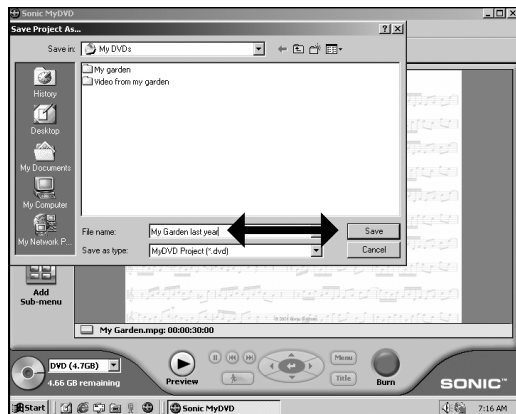 Sonic MyDVD
Save Project As...
Save in: My DVDs
My garden
Video from my garden
History
Desktop
My Documents
My Computer
My Network P...
File name: My Garden last year Save
Save as type: MyDVD Project (*.dvd) Cancel
Add
Sub-menu
My Garden.mpg: 00:00:30:00
DVD (4.7GB)
4.66 GB remaining
Preview
Menu
Title
Burn
SONIC™
Start Sonic MyDVD 7:16 AM